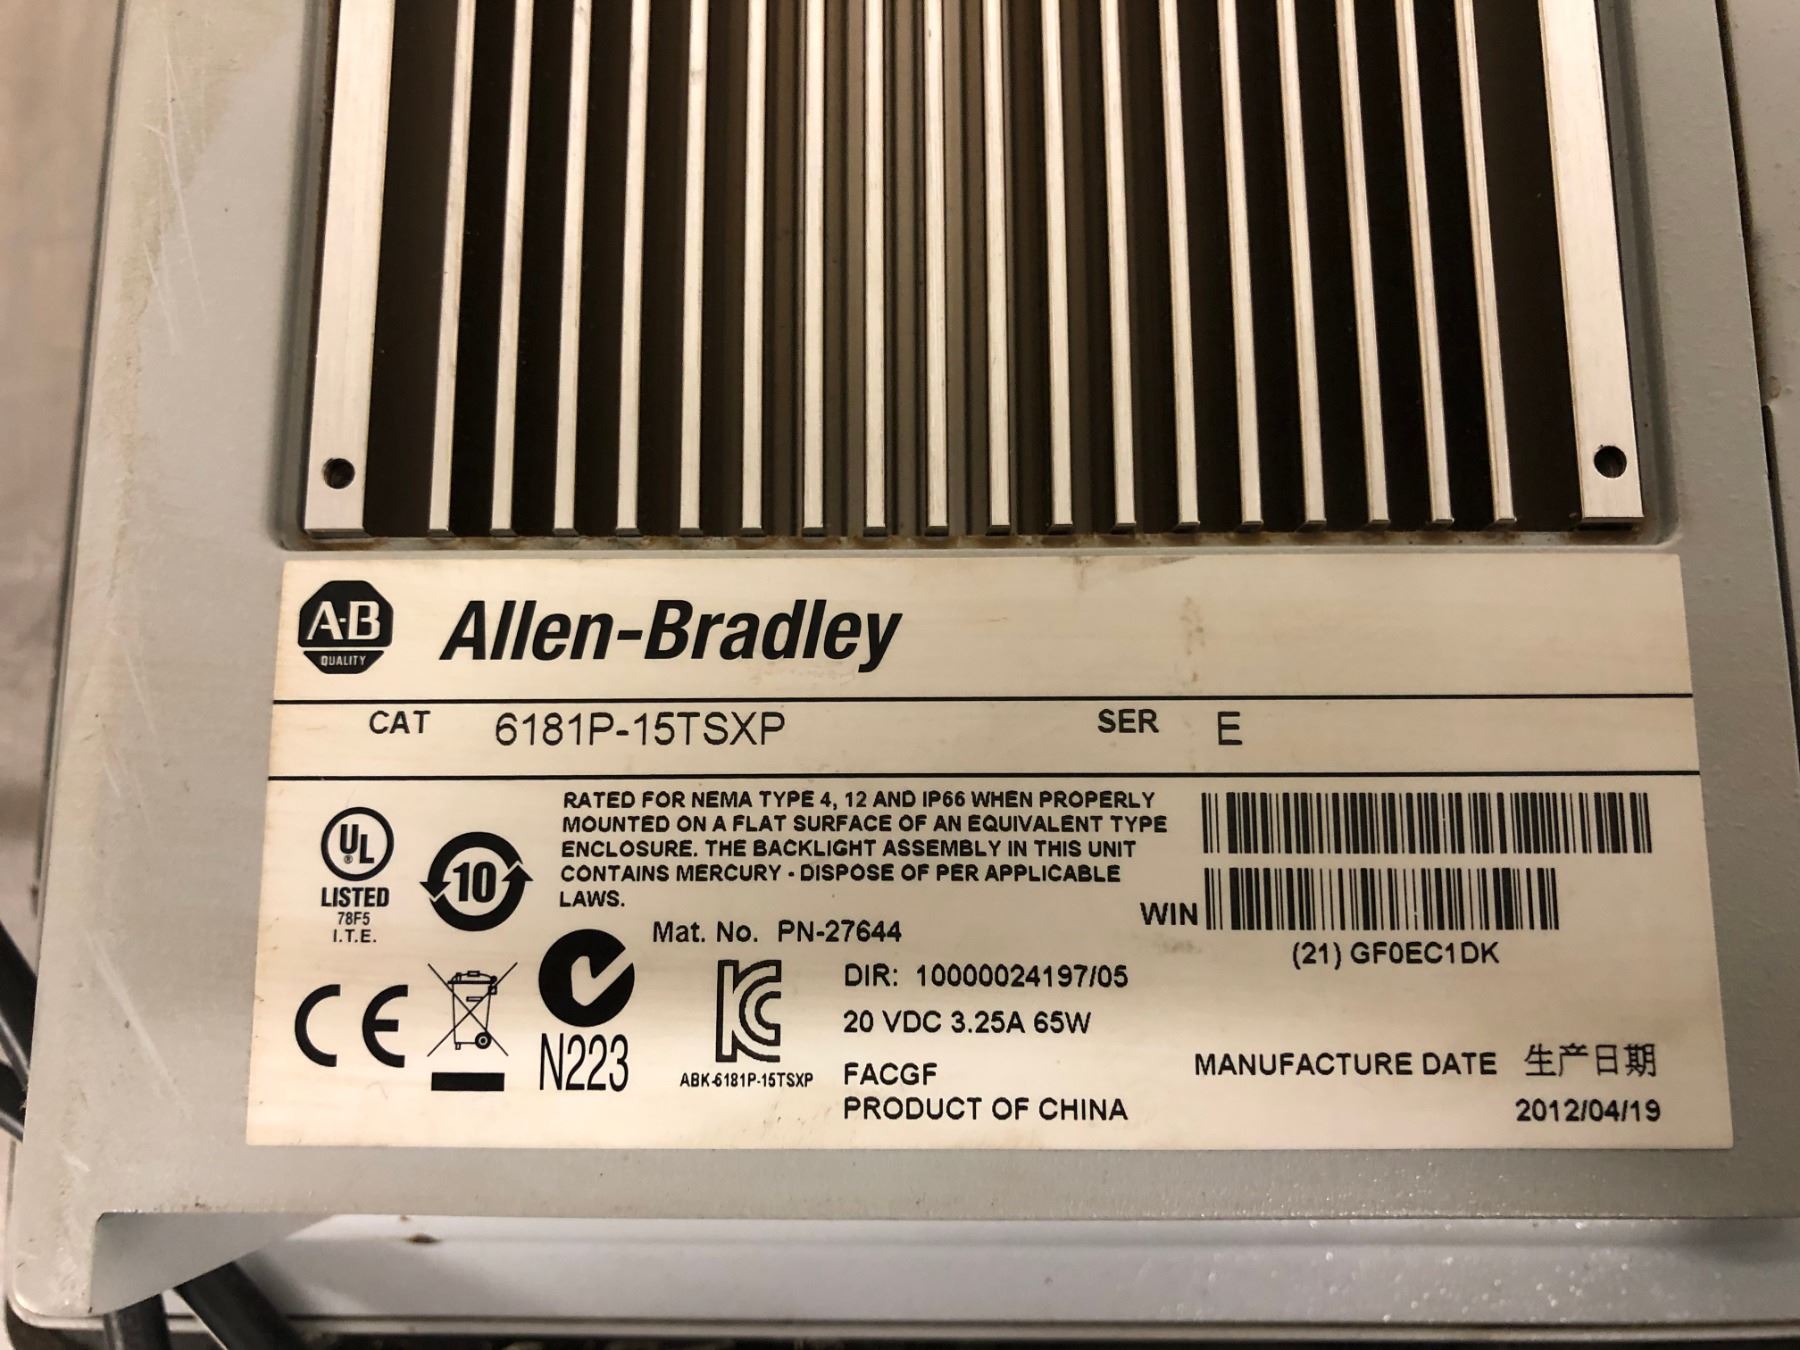 A-B
QUALITY
Allen-Bradley
CAT 6181P-15TSXP SER E
UL
®
LISTED
78F5
I.T.E.
10
RATED FOR NEMA TYPE 4, 12 AND IP66 WHEN PROPERLY
MOUNTED ON A FLAT SURFACE OF AN EQUIVALENT TYPE
ENCLOSURE. THE BACKLIGHT ASSEMBLY IN THIS UNIT
CONTAINS MERCURY - DISPOSE OF PER APPLICABLE
LAWS.
WIN
(21) GF0EC1DK
Mat. No. PN-27644
CE
N223
KC
ABK-6181P-15TSXP
DIR: 10000024197/05
20 VDC 3.25A 65W
FACGF
PRODUCT OF CHINA
MANUFACTURE DATE 生产日期
2012/04/19